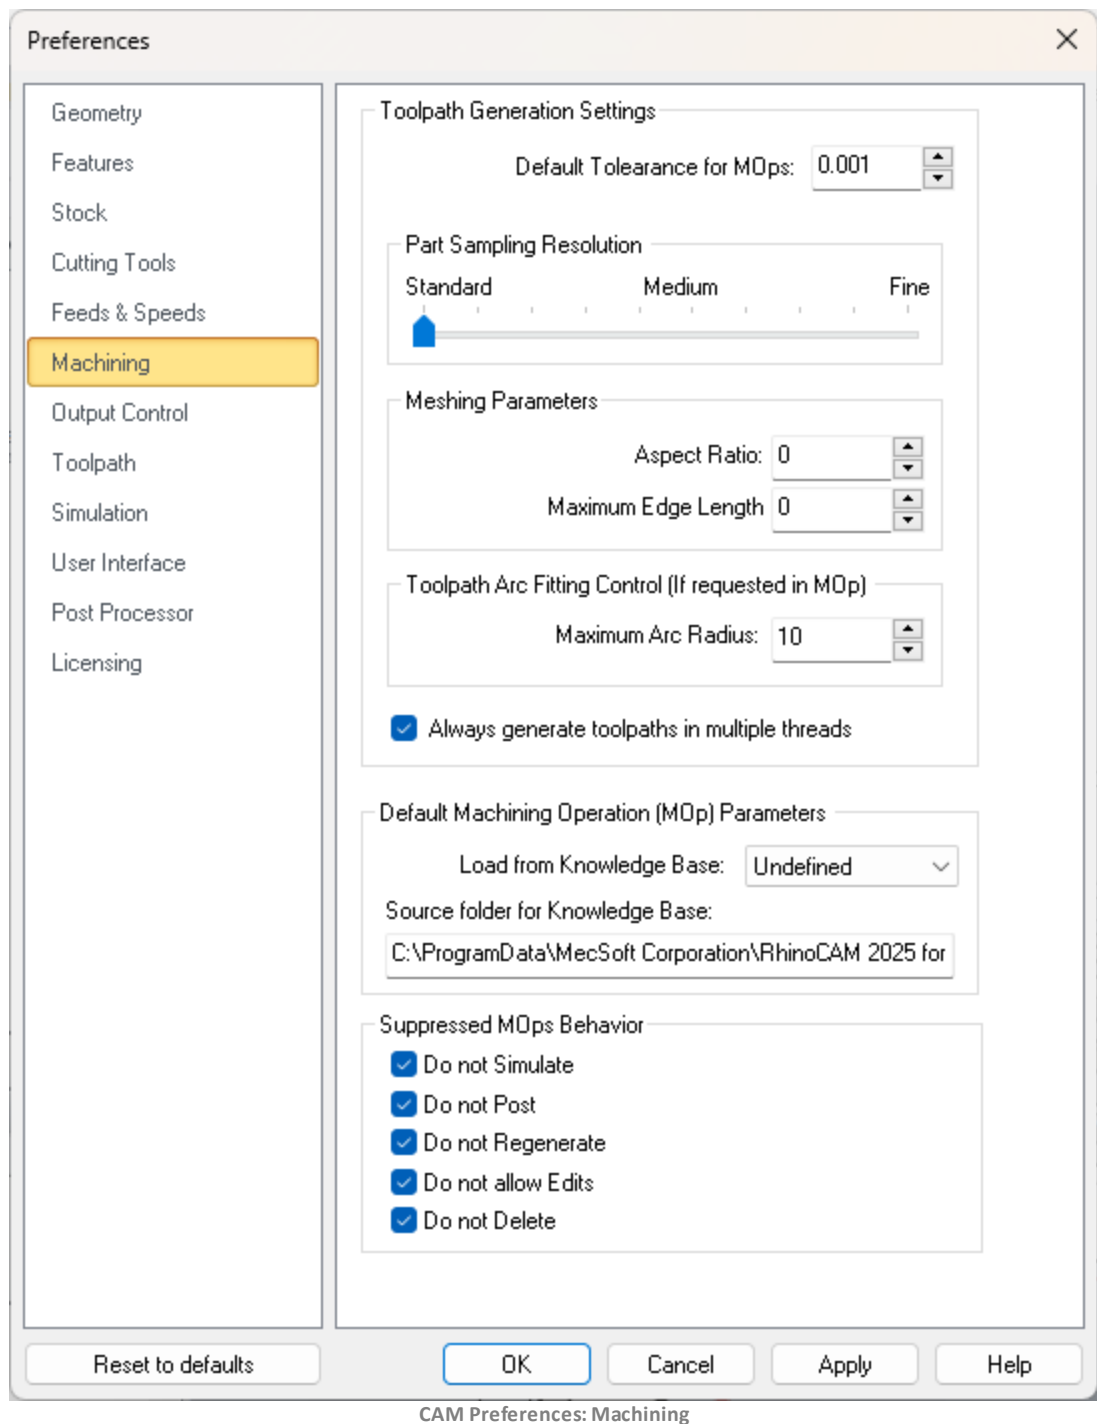 Preferences
Geometry
Features
Stock
Cutting Tools
Feeds & Speeds
Machining
Output Control
Toolpath
Simulation
User Interface
Post Processor
Licensing
Toolpath Generation Settings
Default Tolearance for MOps: 0.001
Part Sampling Resolution
Standard Medium Fine
Meshing Parameters
Aspect Ratio: 0
Maximum Edge Length 0
Toolpath Arc Fitting Control (If requested in MOp)
Maximum Arc Radius: 10
Always generate toolpaths in multiple threads
Default Machining Operation (MOp) Parameters
Load from Knowledge Base: Undefined
Source folder for Knowledge Base:
C:\ProgramData\MecSoft Corporation\RhinoCAM 2025 for
Suppressed MOps Behavior
Do not Simulate
Do not Post
Do not Regenerate
Do not allow Edits
Do not Delete
Reset to defaults OK Cancel Apply Help
CAM Preferences: Machining